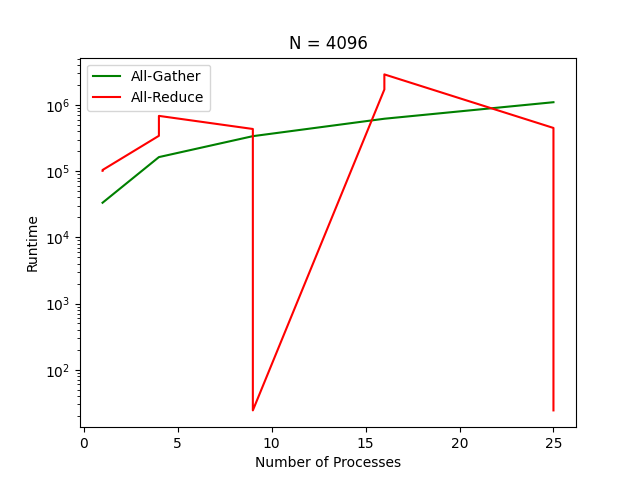 N = 4096
All-Gather
All-Reduce
Runtime
10^6
10^5
10^4
10^3
10^2
0 5 10 15 20 25
Number of Processes